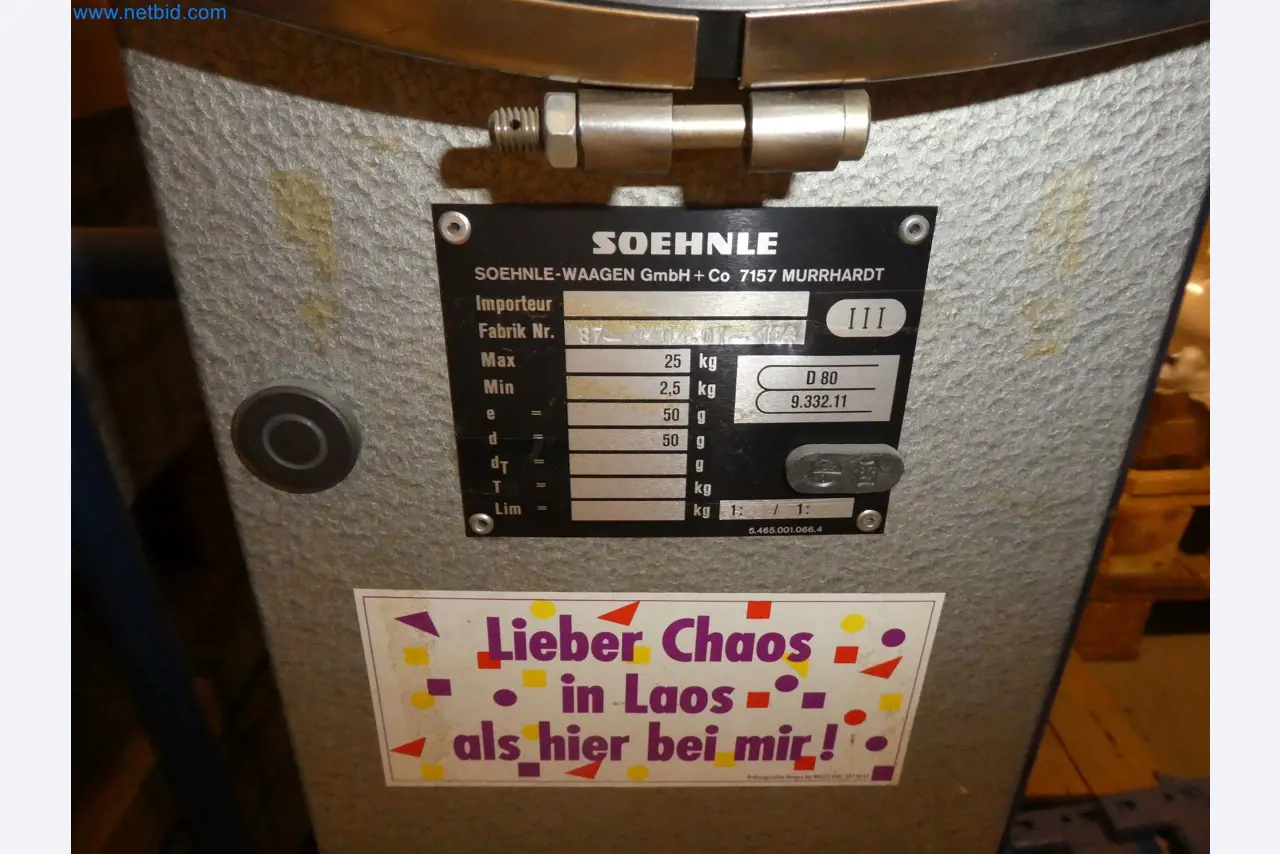 www.netbid.com
SOEHNLE
SOEHNLE-WAAGEN GmbH + Co 7157 MURRHARDT
Importeur
III
Fabrik Nr.
Max 25 kg
Min 2,5 kg
D 80
9.332.11
e = 50 g
d = 50 g
dT = g
T = kg
Lim = kg 1: / 1:
5.465.001.066.4
Lieber Chaos
in Laos
als hier bei mir!